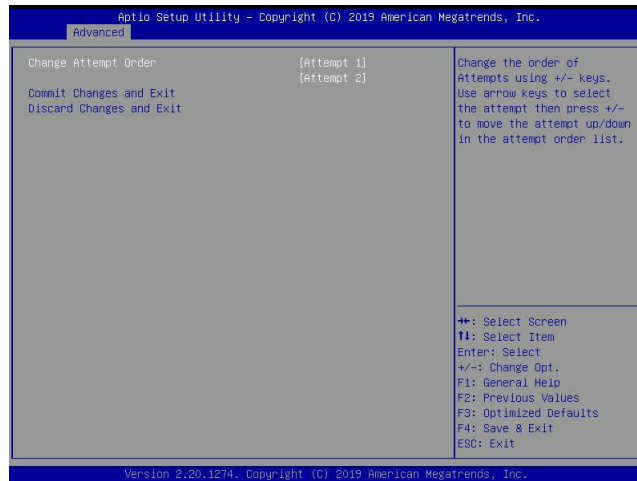 Aptio Setup Utility – Copyright (C) 2019 American Megatrends, Inc.
Advanced
Change Attempt Order [Attempt 1]
[Attempt 2]
Commit Changes and Exit
Discard Changes and Exit
Change the order of
Attempts using +/- keys.
Use arrow keys to select
the attempt then press +/-
to move the attempt up/down
in the attempt order list.
→←: Select Screen
↑↓: Select Item
Enter: Select
+/-: Change Opt.
F1: General Help
F2: Previous Values
F3: Optimized Defaults
F4: Save & Exit
ESC: Exit
Version 2.20.1274. Copyright (C) 2019 American Megatrends, Inc.